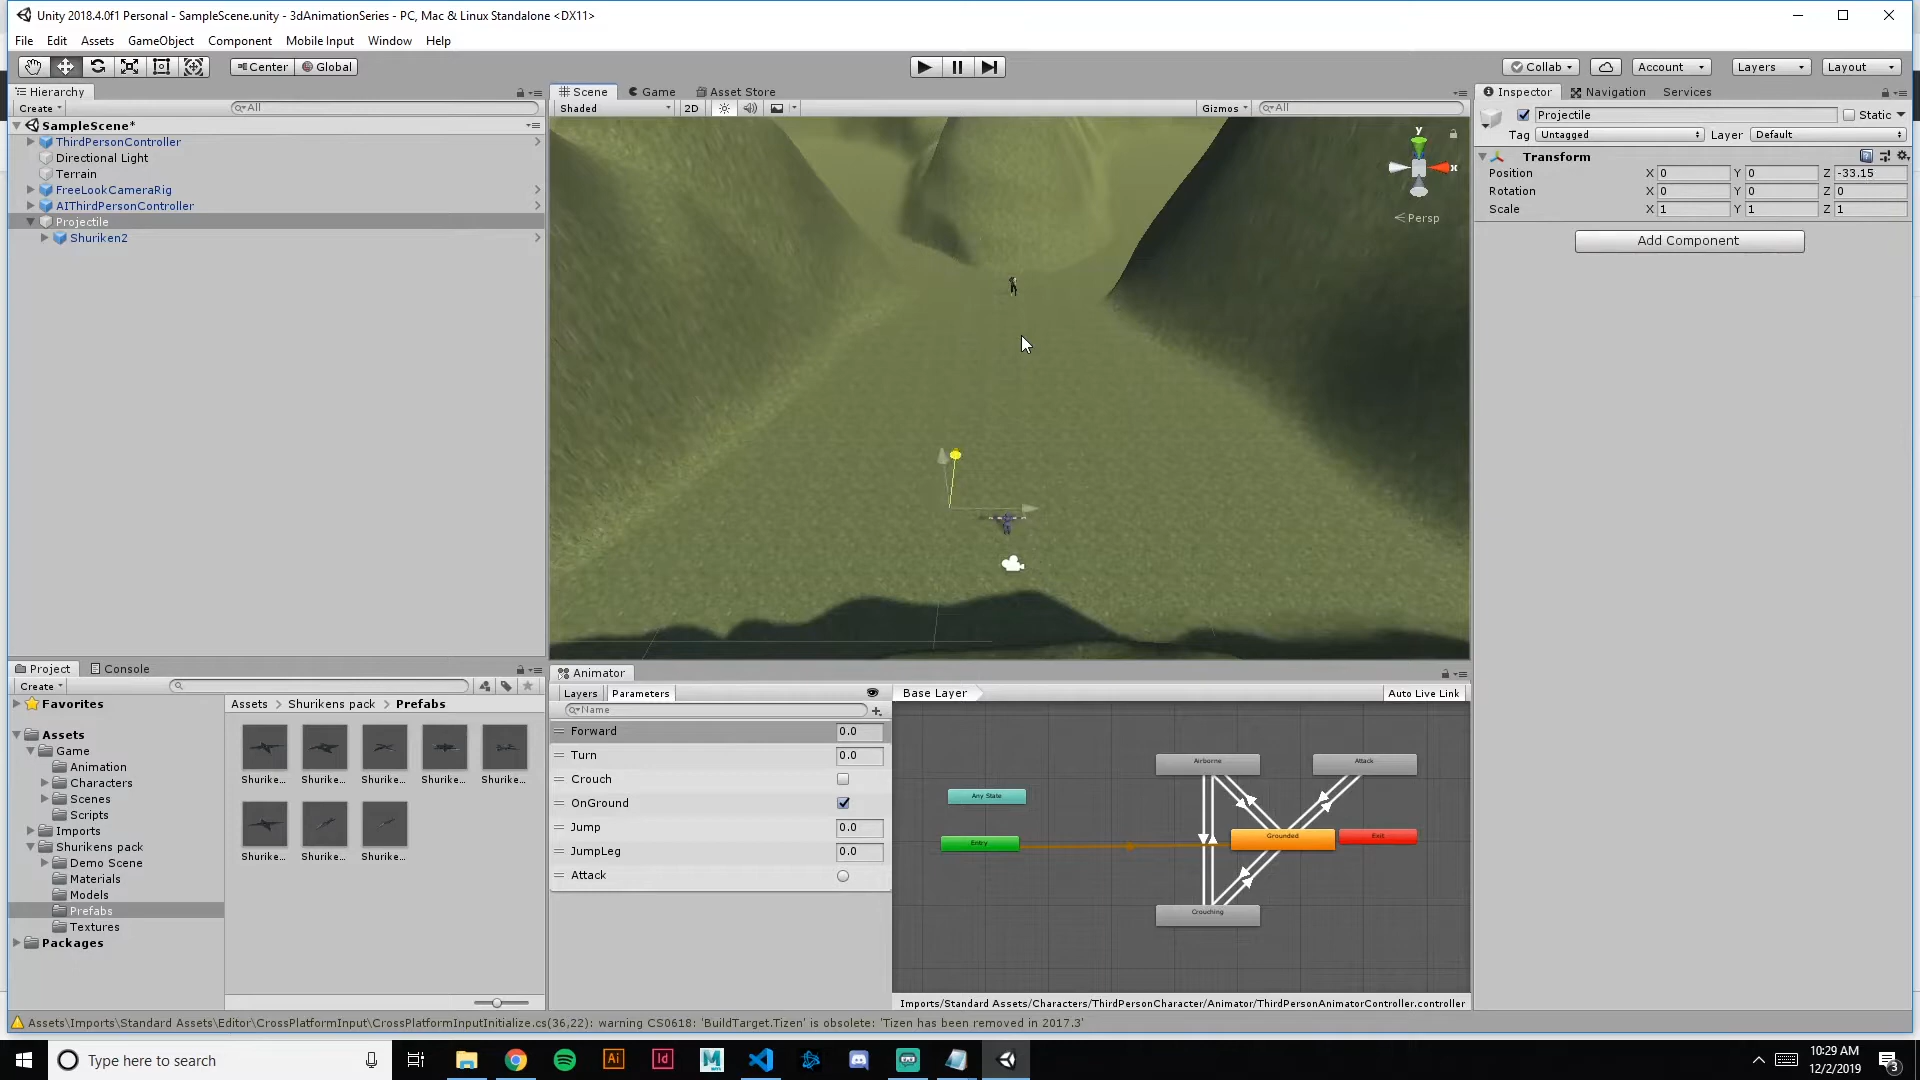 Unity 2018.4.0f1 Personal - SampleScene.unity - 3dAnimationSeries - PC, Mac & Linux Standalone <DX11>
File Edit Assets GameObject Component Mobile Input Window Help
Center Global Collab Account Layers Layout
Hierarchy
Create All
SampleScene*
ThirdPersonController
Directional Light
Terrain
FreeLookCameraRig
AIThirdPersonController
Projectile
Shuriken2
Scene Game Asset Store
Shaded 2D Gizmos All
y
x
Persp
Inspector Navigation Services
Projectile Static
Tag Untagged Layer Default
Transform
Position X 0 Y 0 Z -33.15
Rotation X 0 Y 0 Z 0
Scale X 1 Y 1 Z 1
Add Component
Project Console
Create
Favorites
Assets
Game
Animation
Characters
Scenes
Scripts
Imports
Shurikens pack
Demo Scene
Materials
Models
Prefabs
Textures
Packages
Assets Shurikens pack Prefabs
Shurike... Shurike... Shurike... Shurike... Shurike...
Shurike... Shurike... Shurike...
Animator
Layers Parameters
Name
Forward 0.0
Turn 0.0
Crouch
OnGround
Jump 0.0
JumpLeg 0.0
Attack
Base Layer Auto Live Link
Airborne Attack
Any State
Entry Grounded Exit
Crouching
Imports/Standard Assets/Characters/ThirdPersonCharacter/Animator/ThirdPersonAnimatorController.controller
Assets\Imports\Standard Assets\Editor\CrossPlatformInput\CrossPlatformInputInitialize.cs(36,22): warning CS0618: 'BuildTarget.Tizen' is obsolete: 'Tizen has been removed in 2017.3'
Type here to search
Ai
Id
M
10:29 AM
12/2/2019
3